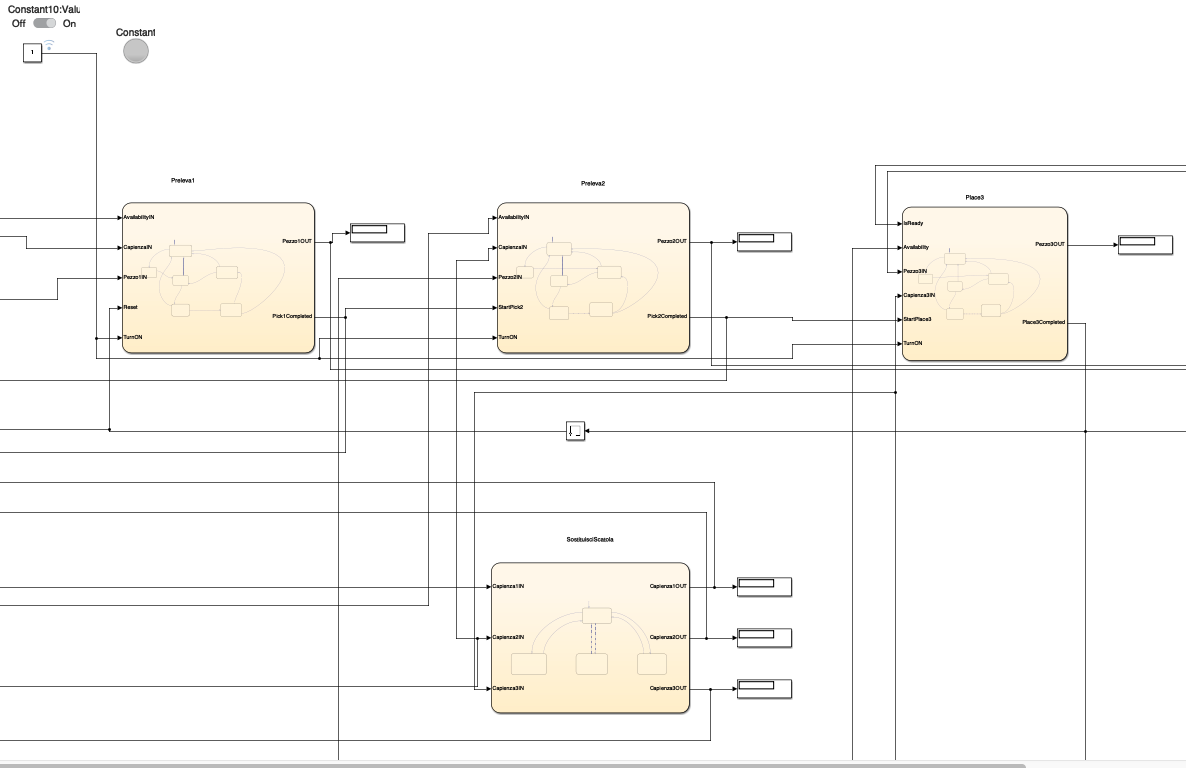 Constant10:Valu
Off On
Constant
1
Preleva1
AvailabilityIN
CapienzaIN
Pezzo1IN
Reset
TurnON
Pezzo1OUT
Pick1Completed
Preleva2
AvailabilityIN
CapienzaIN
Pezzo2IN
StartPick2
TurnON
Pezzo2OUT
Pick2Completed
Place3
IsReady
Availability
Pezzo3IN
Capienza3IN
StartPlace3
TurnON
Pezzo3OUT
Place3Completed
SostituisciScatola
Capienza1IN
Capienza2IN
Capienza3IN
Capienza1OUT
Capienza2OUT
Capienza3OUT